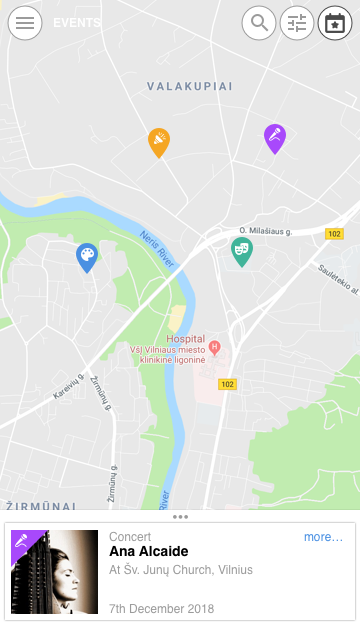 EVENTS
VALAKUPIAI
O. Milašiaus g.
102
Neris River
Saulėtekio al
Hospital
VšĮ Vilniaus miesto
klinikinė ligoninė
H
102
Kareivių g.
Žirmūnų g.
Žirmūnų g.
River
ŽIRMŪNAI
Concert
more...
Ana Alcaide
At Šv. Junų Church, Vilnius
7th December 2018